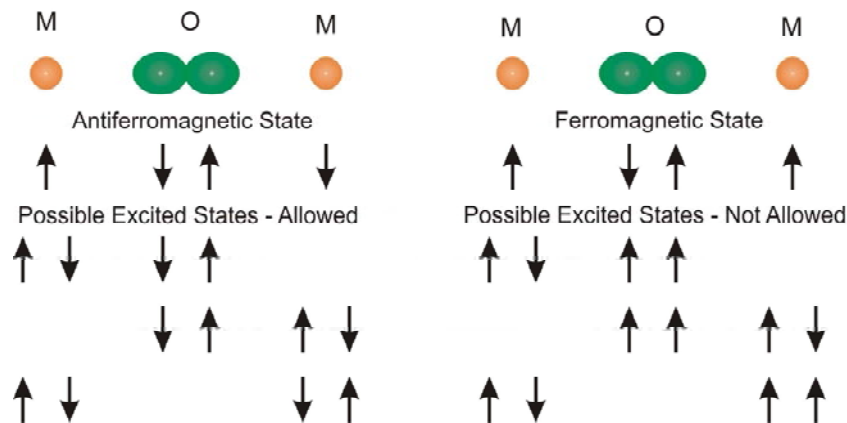 M O M
Antiferromagnetic State
Possible Excited States - Allowed
M O M
Ferromagnetic State
Possible Excited States - Not Allowed